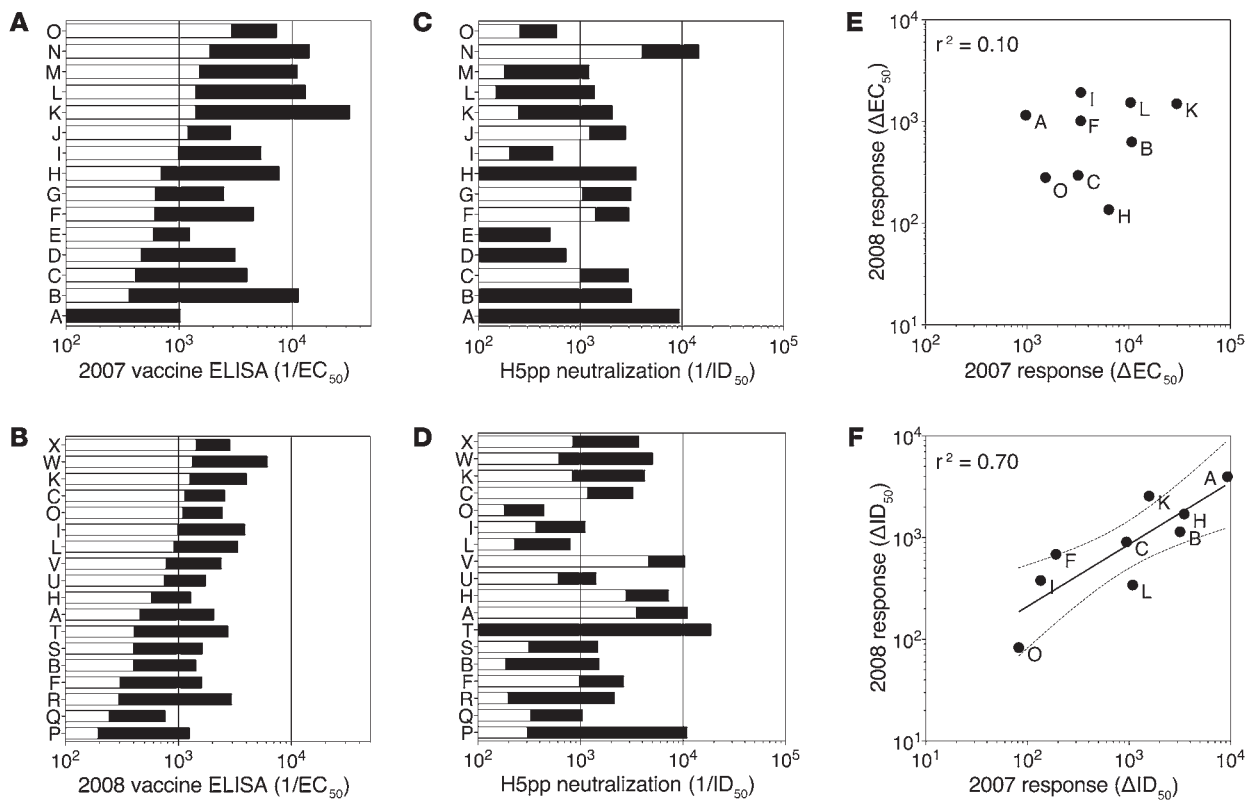 A
O
N
M
L
K
J
I
H
G
F
E
D
C
B
A
10² 10³ 10⁴
2007 vaccine ELISA (1/EC₅₀)
C
O
N
M
L
K
J
I
H
G
F
E
D
C
B
A
10² 10³ 10⁴ 10⁵
H5pp neutralization (1/ID₅₀)
E
r² = 0.10
10⁴
10³
10²
10¹
2008 response (ΔEC₅₀)
A
I
F
L
K
B
O
C
H
10² 10³ 10⁴ 10⁵
2007 response (ΔEC₅₀)
B
X
W
K
C
O
I
L
V
U
H
A
T
S
B
F
R
Q
P
10² 10³ 10⁴
2008 vaccine ELISA (1/EC₅₀)
D
X
W
K
C
O
I
L
V
U
H
A
T
S
B
F
R
Q
P
10² 10³ 10⁴ 10⁵
H5pp neutralization (1/ID₅₀)
F
r² = 0.70
10⁴
10³
10²
10¹
2008 response (ΔID₅₀)
A
K
H
B
C
F
I
L
O
10¹ 10² 10³ 10⁴
2007 response (ΔID₅₀)